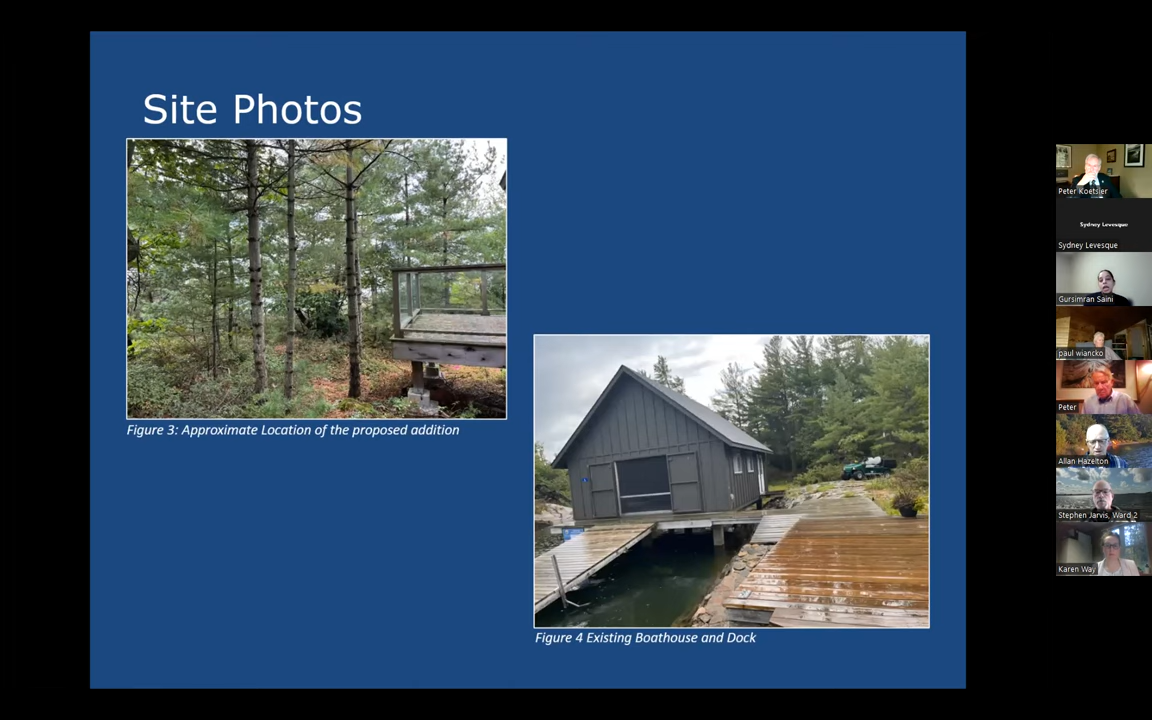 Site Photos
Figure 3: Approximate Location of the proposed addition
Figure 4 Existing Boathouse and Dock
Peter Koetsier
Sydney Levesque
Sydney Levesque
Gursimran Saini
paul wiancko
Peter
Allan Hazelton
Stephen Jarvis, Ward 2
Karen Way